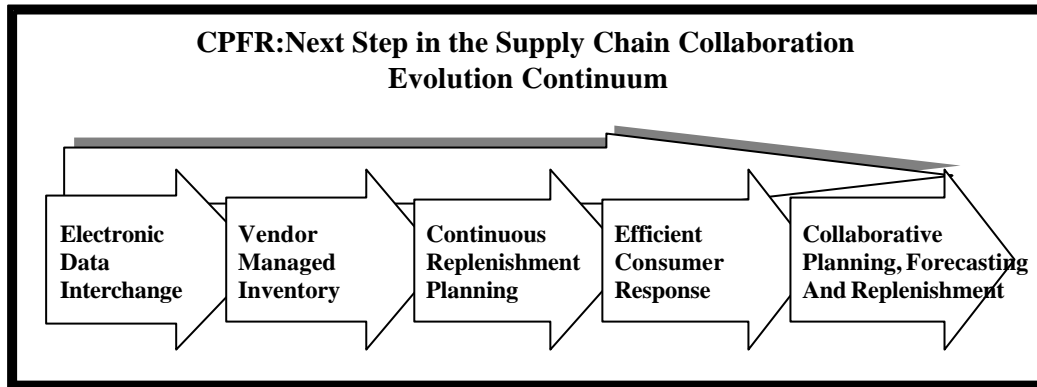 CPFR:Next Step in the Supply Chain Collaboration
Evolution Continuum
Electronic
Data
Interchange
Vendor
Managed
Inventory
Continuous
Replenishment
Planning
Efficient
Consumer
Response
Collaborative
Planning, Forecasting
And Replenishment